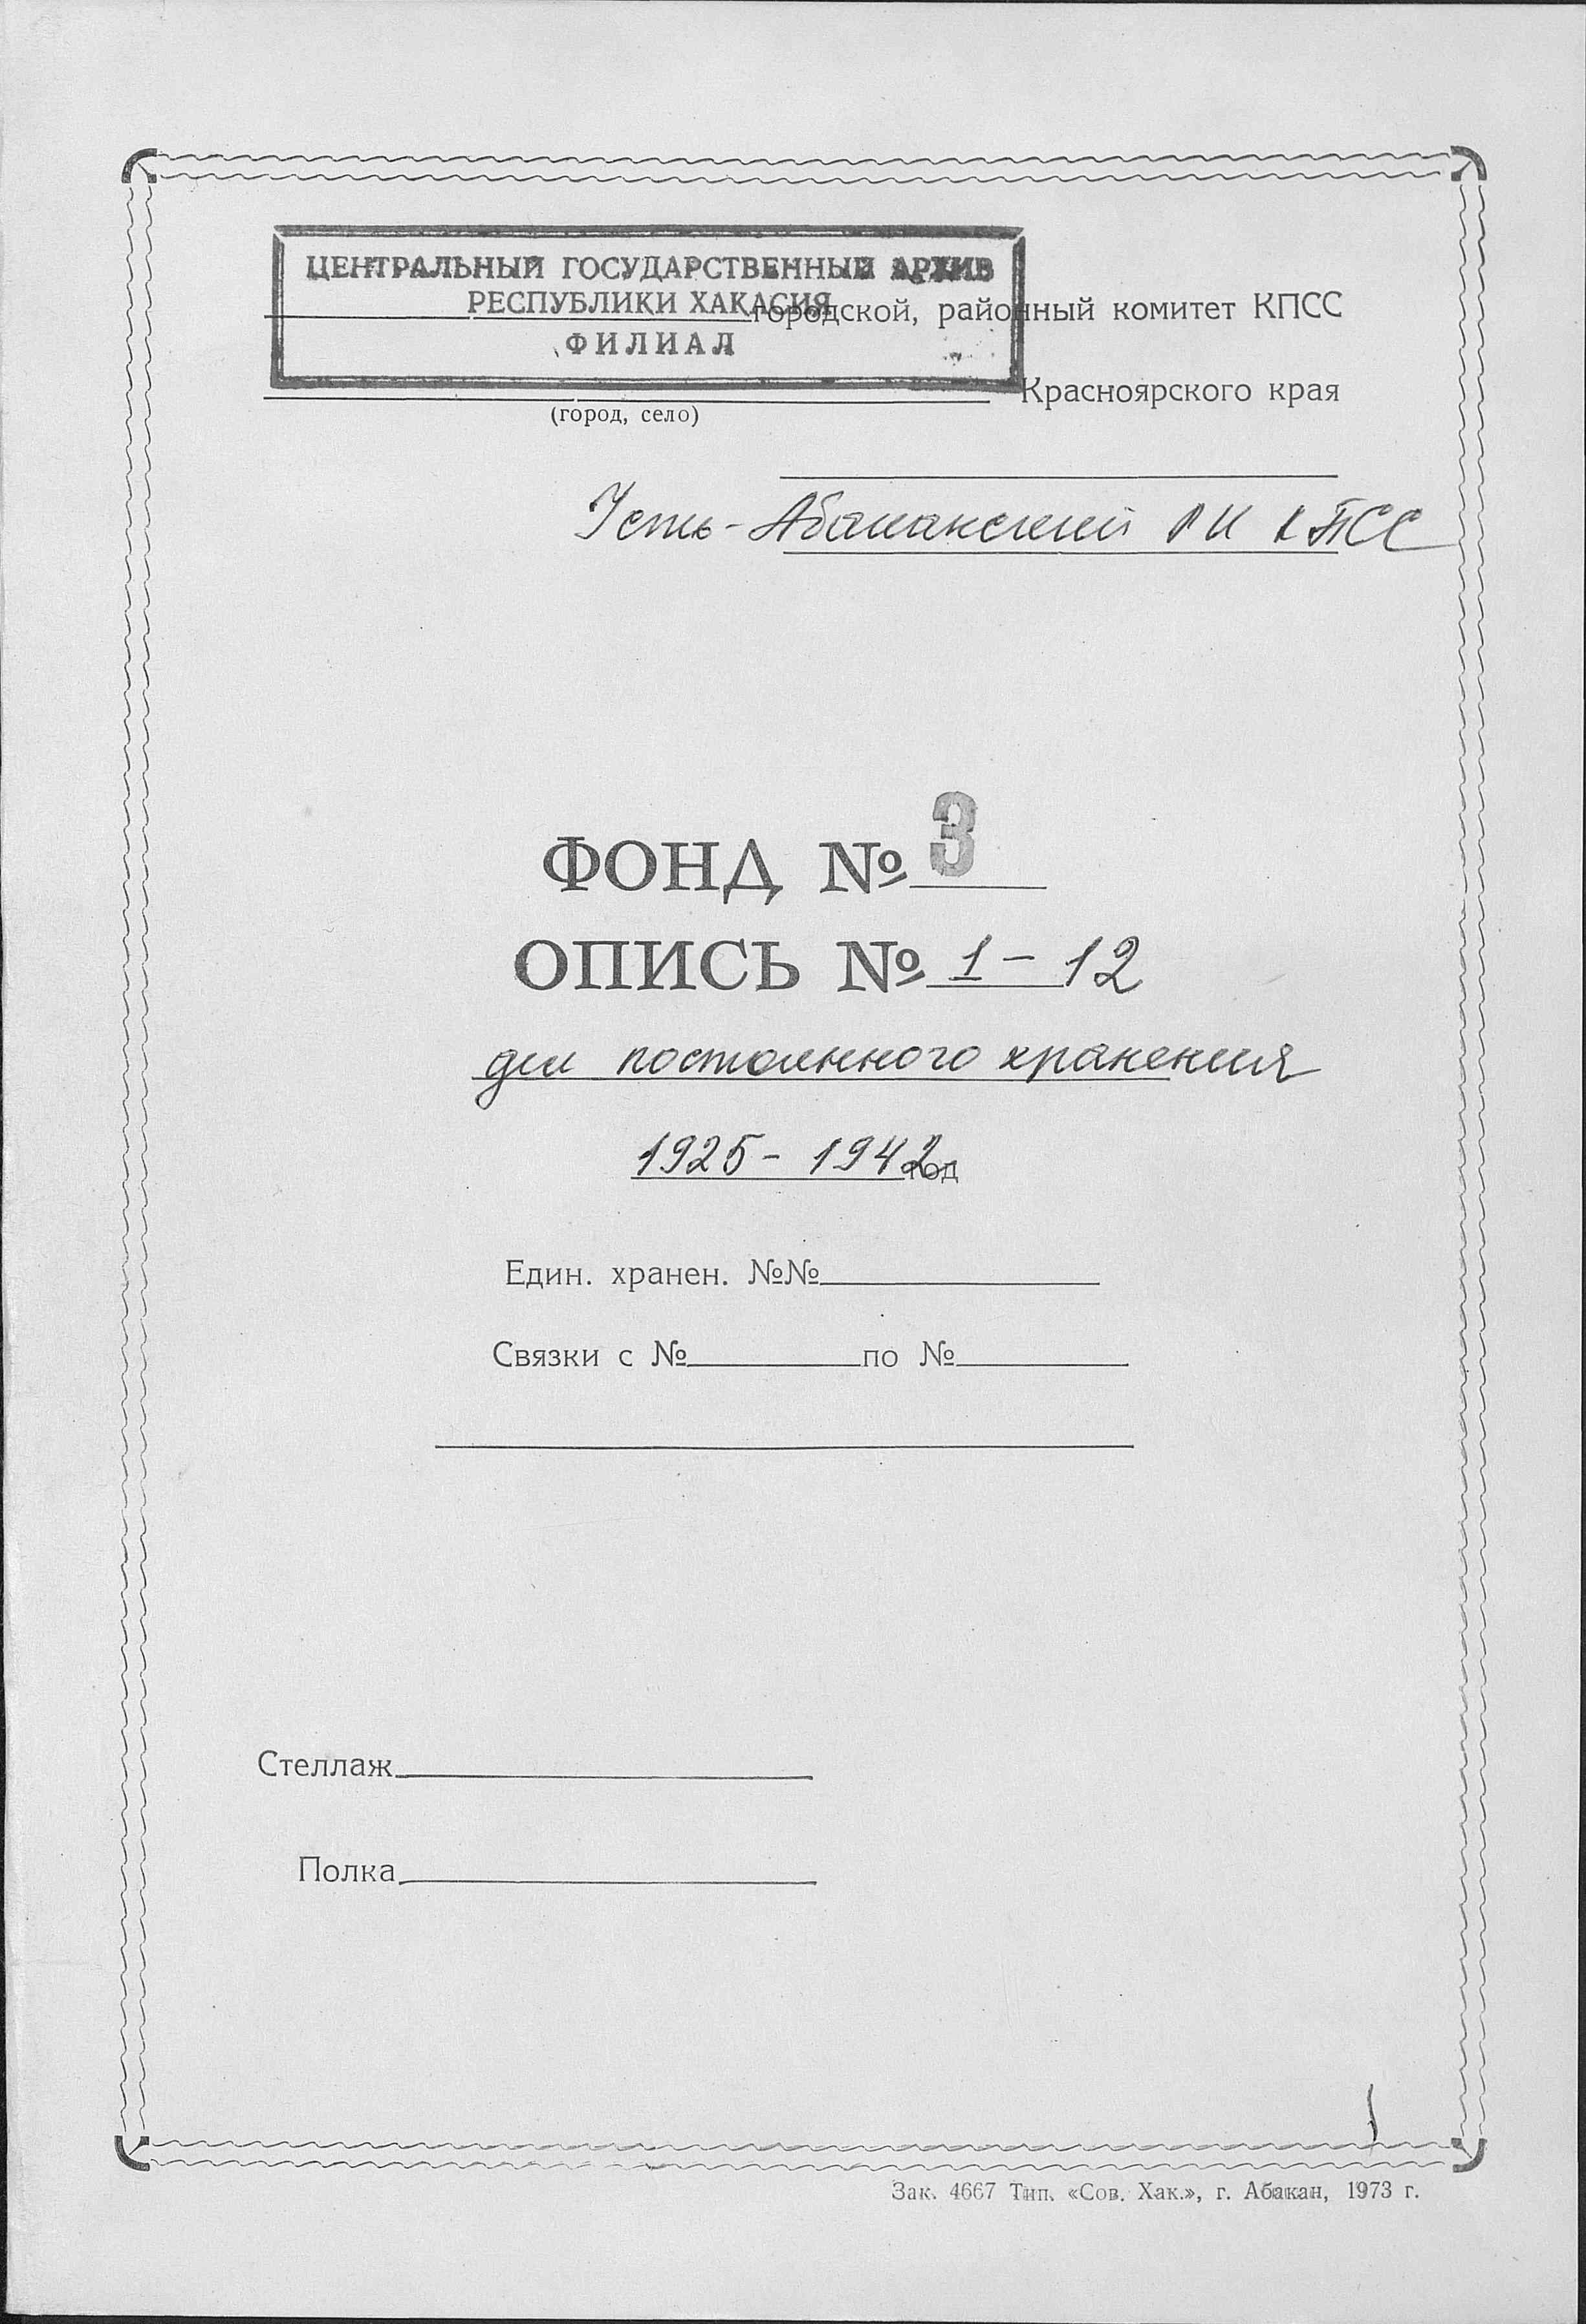 ЦЕНТРАЛЬНЫЙ ГОСУДАРСТВЕННЫЙ АРХИВ
РЕСПУБЛИКИ ХАКАСИЯ
ФИЛИАЛ
городской, районный комитет КПСС
Красноярского края
(город, село)
Усть-Абаканский РК КПСС
ФОНД № 3
ОПИСЬ № 1-12
дел постоянного хранения
1925-1942 год
Един. хранен. №№
Связки с № по №
Стеллаж
Полка
Зак. 4667 Тип. «Сов. Хак.», г. Абакан, 1973 г.